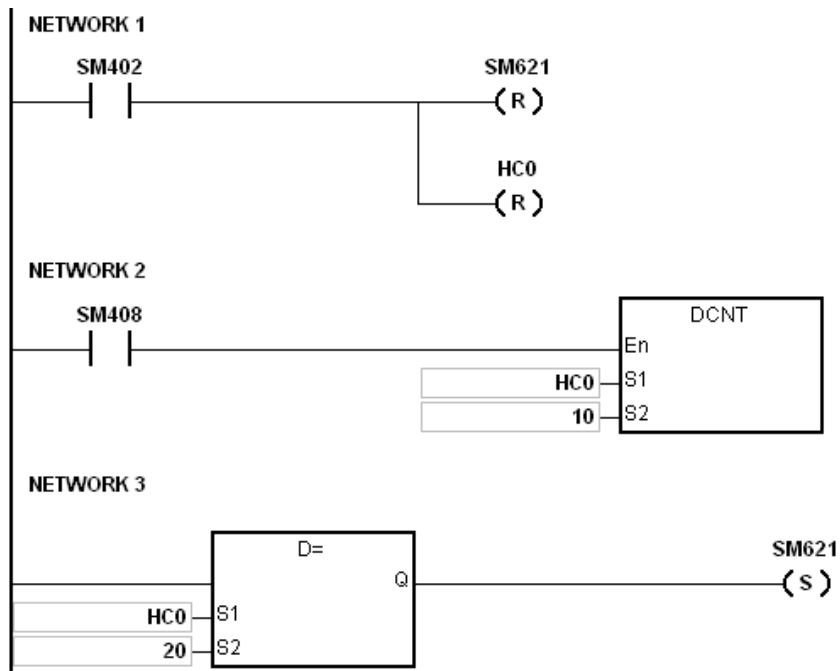 NETWORK 1
SM402 SM621
( R )
HC0
( R )
NETWORK 2
SM408
DCNT
En
HC0 S1
10 S2
NETWORK 3
D=
SM621
Q
( S )
HC0 S1
20 S2